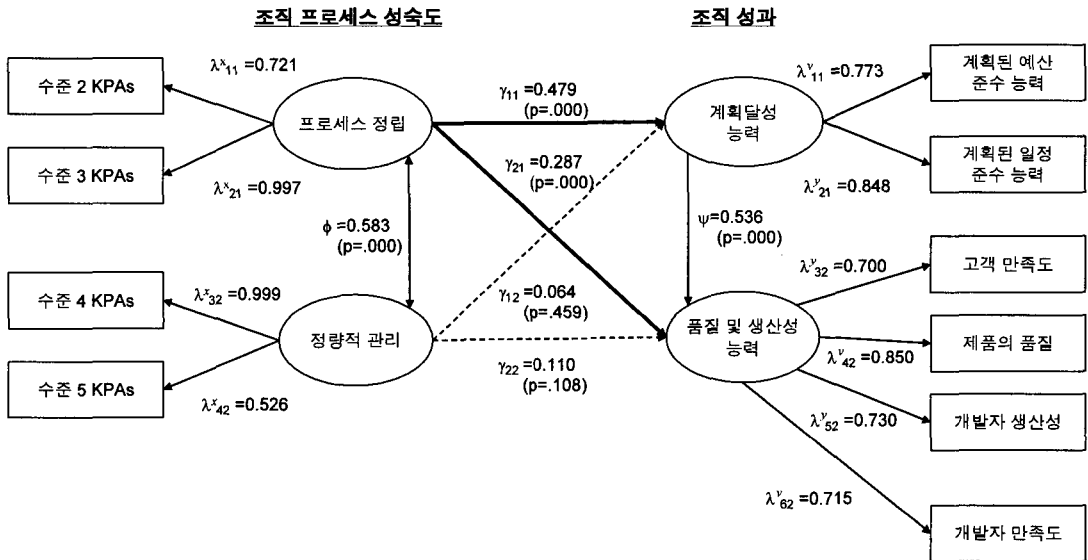 조직 프로세스 성숙도
조직 성과
수준 2 KPAs
수준 3 KPAs
수준 4 KPAs
수준 5 KPAs
λˣ₁₁=0.721
λˣ₂₁=0.997
λˣ₃₂=0.999
λˣ₄₂=0.526
프로세스 정립
정량적 관리
ϕ=0.583
(p=.000)
γ₁₁=0.479
(p=.000)
γ₂₁=0.287
(p=.000)
γ₁₂=0.064
(p=.459)
γ₂₂=0.110
(p=.108)
계획달성
능력
ψ=0.536
(p=.000)
품질 및 생산성
능력
λʸ₁₁=0.773
λʸ₂₁=0.848
λʸ₃₂=0.700
λʸ₄₂=0.850
λʸ₅₂=0.730
λʸ₆₂=0.715
계획된 예산
준수 능력
계획된 일정
준수 능력
고객 만족도
제품의 품질
개발자 생산성
개발자 만족도